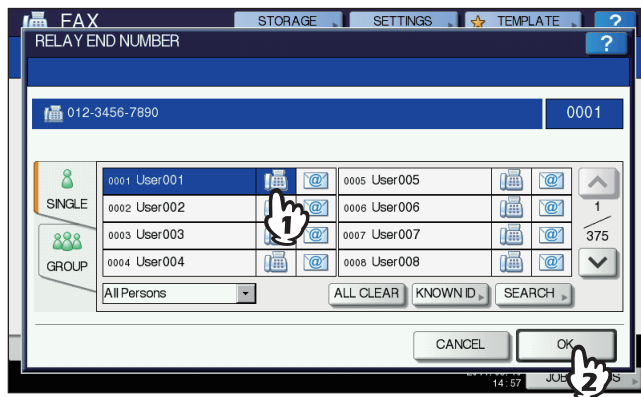 FAX STORAGE SETTINGS TEMPLATE ?
RELAY END NUMBER ?
012-3456-7890 0001
0001 User001 0005 User005
SINGLE
0002 User002 0006 User006 1
1
0003 User003 0007 User007 375
GROUP
0004 User004 0008 User008
All Persons ALL CLEAR KNOWN ID SEARCH
CANCEL OK
14:57
2